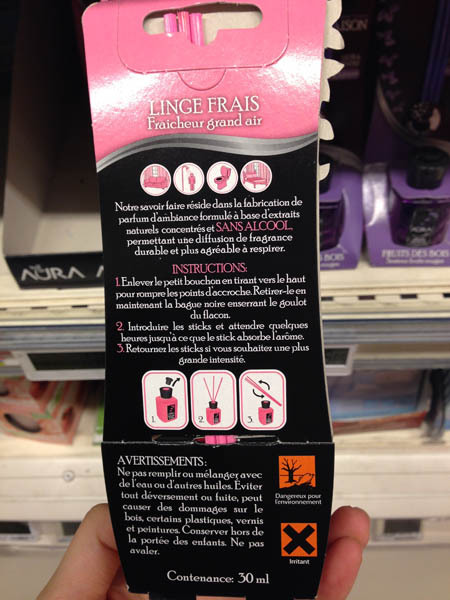 LINGE FRAIS
Fraîcheur grand air
Notre savoir faire réside dans la fabrication de
parfum d'ambiance formulé à base d'extraits
naturels concentrés et SANS ALCOOL,
permettant une diffusion de fragrance
durable et plus agréable à respirer.
INSTRUCTIONS:
1. Enlever le petit bouchon en tirant vers le haut
pour rompre les points d'accroche. Retirer-le en
maintenant la bague noire enserrant le goulot
du flacon.
2. Introduire les sticks et attendre quelques
heures jusqu'à ce que le stick absorbe l'arôme.
3. Retournez les sticks si vous souhaitez une plus
grande intensité.
1.
2.
3.
AVERTISSEMENTS:
Ne pas remplir ou mélanger avec
de l'eau ou d'autres huiles. Éviter
tout déversement ou fuite, peut
causer des dommages sur le
bois, certains plastiques, vernis
et peintures. Conserver hors de
la portée des enfants. Ne pas
avaler.
Dangereux pour
l'environnement
Irritant
Contenance: 30 ml
AURA
FRUITS DES BOIS